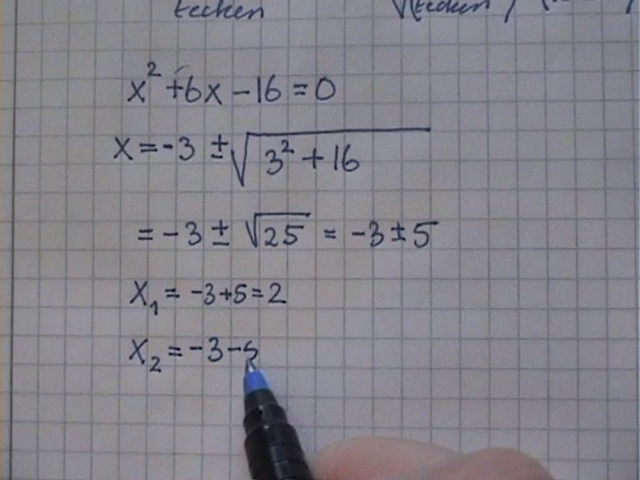 tecken √(tecken)
x² + 6x - 16 = 0
x = -3 ± √(3² + 16)
= -3 ± √25 = -3 ± 5
x₁ = -3+5 = 2
x₂ = -3-5